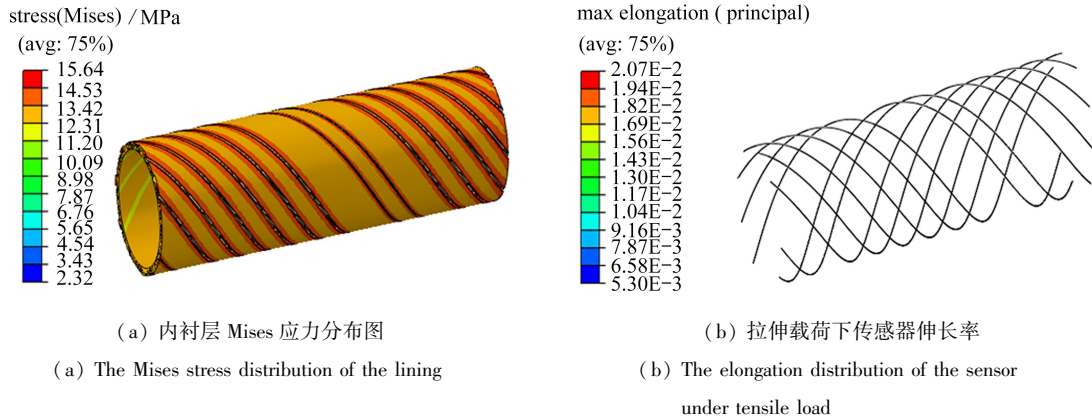 stress(Mises) / MPa
(avg: 75%)
15.64
14.53
13.42
12.31
11.20
10.09
8.98
7.87
6.76
5.65
4.54
3.43
2.32
(a) 内衬层 Mises 应力分布图
(a) The Mises stress distribution of the lining
max elongation ( principal)
(avg: 75%)
2.07E-2
1.94E-2
1.82E-2
1.69E-2
1.56E-2
1.43E-2
1.30E-2
1.17E-2
1.04E-2
9.16E-3
7.87E-3
6.58E-3
5.30E-3
(b) 拉伸载荷下传感器伸长率
(b) The elongation distribution of the sensor
under tensile load